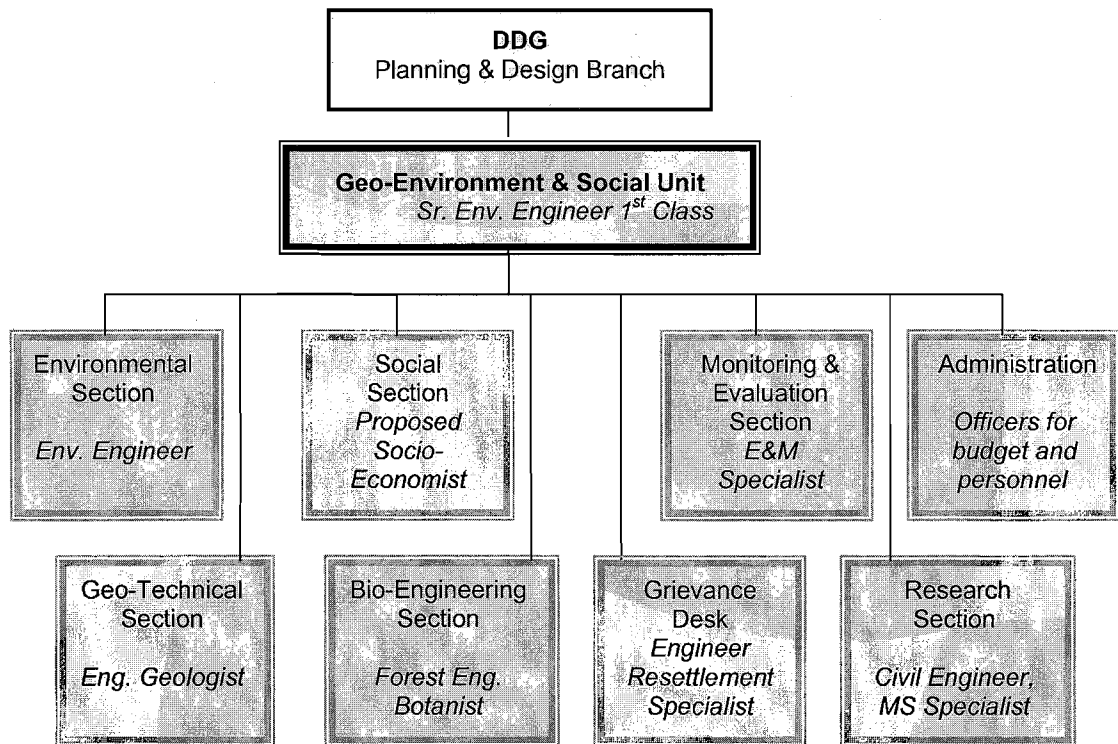 DDG
Planning & Design Branch
Geo-Environment & Social Unit
Sr. Env. Engineer 1st Class
Environmental
Section
Env. Engineer
Social
Section
Proposed
Socio-
Economist
Monitoring &
Evaluation
Section
E&M
Specialist
Administration
Officers for
budget and
personnel
Geo-Technical
Section
Eng. Geologist
Bio-Engineering
Section
Forest Eng.
Botanist
Grievance
Desk
Engineer
Resettlement
Specialist
Research
Section
Civil Engineer,
MS Specialist